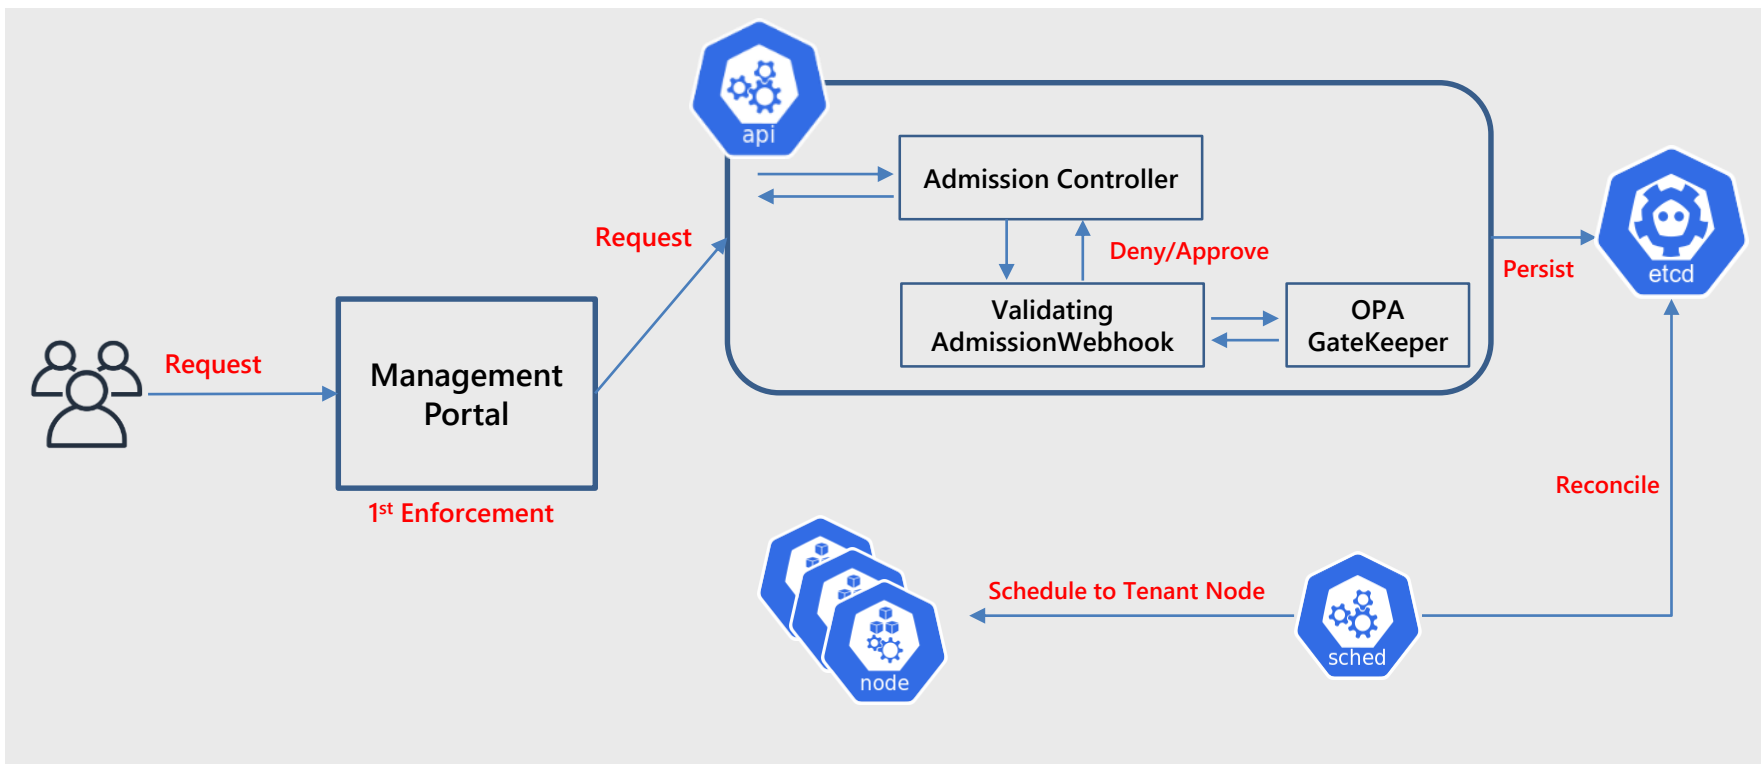 api
Admission Controller
Request
Deny/Approve
Persist
etcd
Validating
AdmissionWebhook
OPA
GateKeeper
Request
Management
Portal
1st Enforcement
Reconcile
Schedule to Tenant Node
sched
node